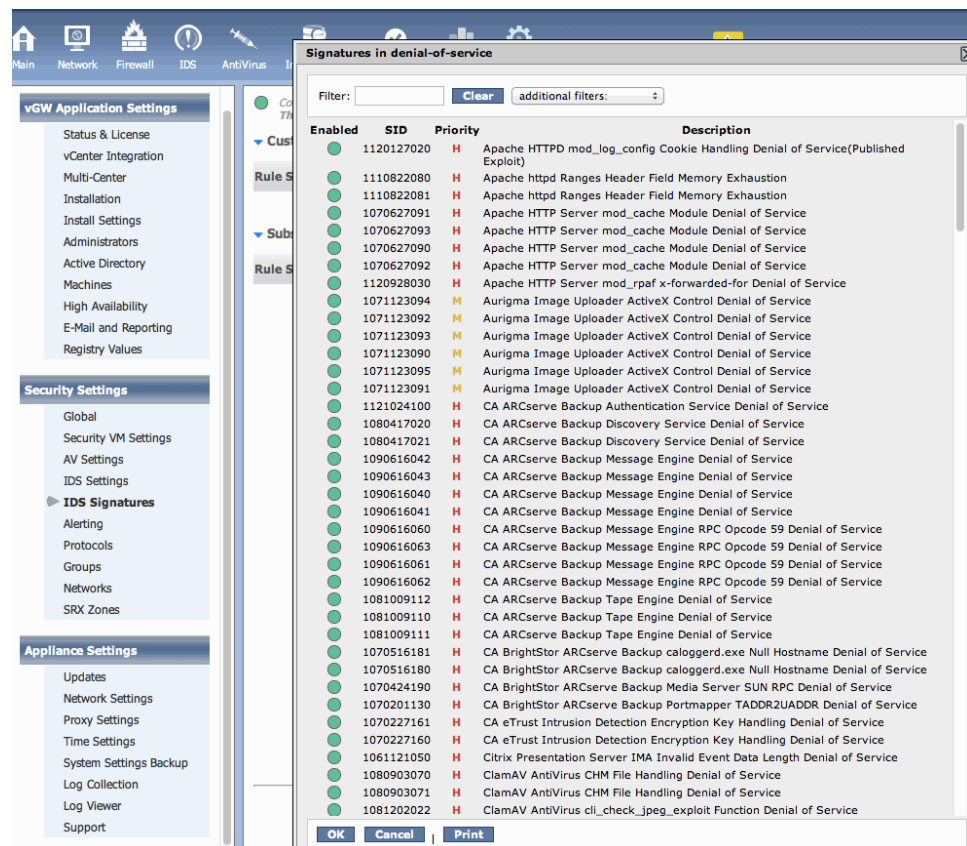 Main
Network
Firewall
IDS
AntiVirus
Signatures in denial-of-service
vGW Application Settings
Status & License
vCenter Integration
Multi-Center
Installation
Install Settings
Administrators
Active Directory
Machines
High Availability
E-Mail and Reporting
Registry Values
Security Settings
Global
Security VM Settings
AV Settings
IDS Settings
IDS Signatures
Alerting
Protocols
Groups
Networks
SRX Zones
Appliance Settings
Updates
Network Settings
Proxy Settings
Time Settings
System Settings Backup
Log Collection
Log Viewer
Support
Rule S
Rule S
Filter: Clear additional filters:
Enabled SID Priority Description
1120127020 H Apache HTTPD mod_log_config Cookie Handling Denial of Service(Published
Exploit)
1110822080 H Apache httpd Ranges Header Field Memory Exhaustion
1110822081 H Apache httpd Ranges Header Field Memory Exhaustion
1070627091 H Apache HTTP Server mod_cache Module Denial of Service
1070627093 H Apache HTTP Server mod_cache Module Denial of Service
1070627090 H Apache HTTP Server mod_cache Module Denial of Service
1070627092 H Apache HTTP Server mod_cache Module Denial of Service
1120928030 H Apache HTTP Server mod_rpaf x-forwarded-for Denial of Service
1071123094 M Aurigma Image Uploader ActiveX Control Denial of Service
1071123092 M Aurigma Image Uploader ActiveX Control Denial of Service
1071123093 M Aurigma Image Uploader ActiveX Control Denial of Service
1071123090 M Aurigma Image Uploader ActiveX Control Denial of Service
1071123095 M Aurigma Image Uploader ActiveX Control Denial of Service
1071123091 M Aurigma Image Uploader ActiveX Control Denial of Service
1121024100 H CA ARCserve Backup Authentication Service Denial of Service
1080417020 H CA ARCserve Backup Discovery Service Denial of Service
1080417021 H CA ARCserve Backup Discovery Service Denial of Service
1090616042 H CA ARCserve Backup Message Engine Denial of Service
1090616043 H CA ARCserve Backup Message Engine Denial of Service
1090616040 H CA ARCserve Backup Message Engine Denial of Service
1090616041 H CA ARCserve Backup Message Engine Denial of Service
1090616060 H CA ARCserve Backup Message Engine RPC Opcode 59 Denial of Service
1090616063 H CA ARCserve Backup Message Engine RPC Opcode 59 Denial of Service
1090616061 H CA ARCserve Backup Message Engine RPC Opcode 59 Denial of Service
1090616062 H CA ARCserve Backup Message Engine RPC Opcode 59 Denial of Service
1081009112 H CA ARCserve Backup Tape Engine Denial of Service
1081009110 H CA ARCserve Backup Tape Engine Denial of Service
1081009111 H CA ARCserve Backup Tape Engine Denial of Service
1070516181 H CA BrightStor ARCserve Backup caloggerd.exe Null Hostname Denial of Service
1070516180 H CA BrightStor ARCserve Backup caloggerd.exe Null Hostname Denial of Service
1070424190 H CA BrightStor ARCserve Backup Media Server SUN RPC Denial of Service
1070201130 H CA BrightStor ARCserve Backup Portmapper TADDR2UADDR Denial of Service
1070227161 H CA eTrust Intrusion Detection Encryption Key Handling Denial of Service
1070227160 H CA eTrust Intrusion Detection Encryption Key Handling Denial of Service
1061121050 H Citrix Presentation Server IMA Invalid Event Data Length Denial of Service
1080903070 H ClamAV AntiVirus CHM File Handling Denial of Service
1080903071 H ClamAV AntiVirus CHM File Handling Denial of Service
1081202022 H ClamAV AntiVirus cli_check_jpeg_exploit Function Denial of Service
OK Cancel | Print